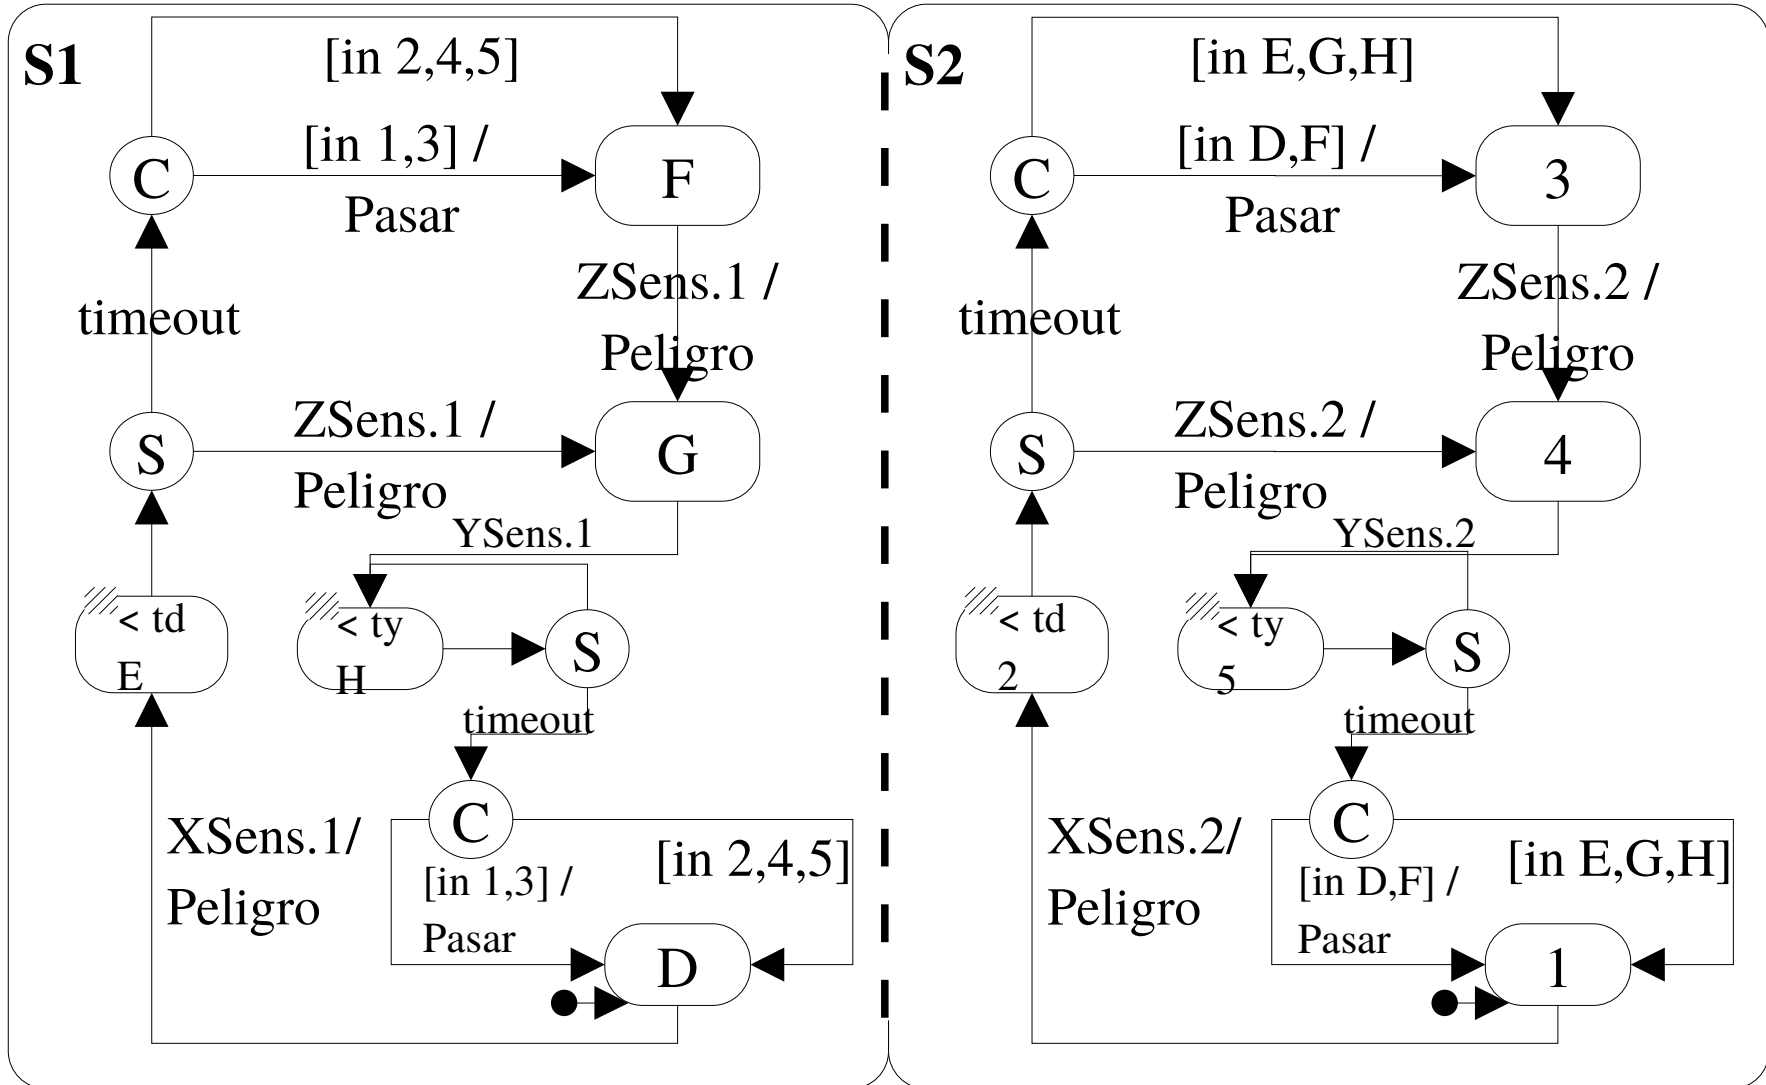 S1
[in 2,4,5]
C
[in 1,3] /
Pasar
F
timeout
ZSens.1 /
Peligro
S
ZSens.1 /
Peligro
G
YSens.1
< td
E
< ty
H
S
timeout
XSens.1/
Peligro
C
[in 1,3] /
Pasar
[in 2,4,5]
D
S2
[in E,G,H]
C
[in D,F] /
Pasar
3
timeout
ZSens.2 /
Peligro
S
ZSens.2 /
Peligro
4
YSens.2
< td
2
< ty
5
S
timeout
XSens.2/
Peligro
C
[in D,F] /
Pasar
[in E,G,H]
1